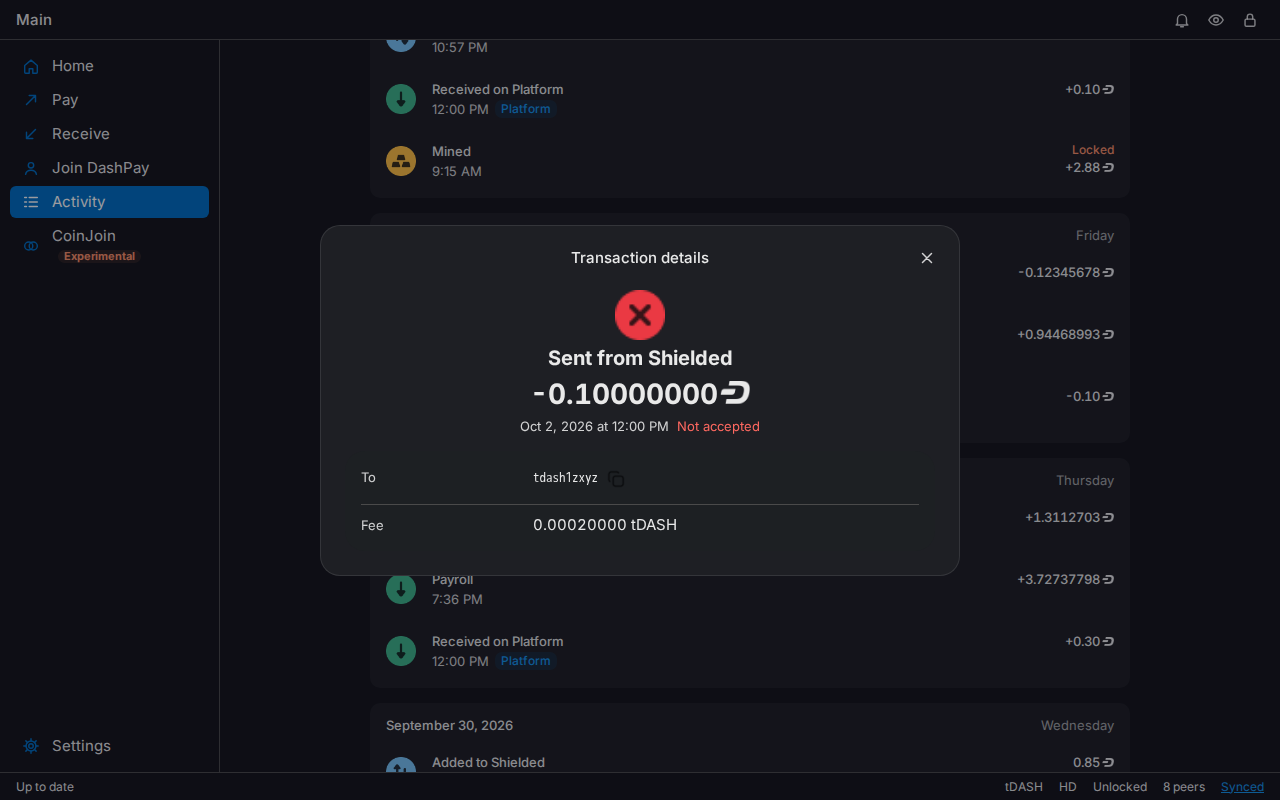 Main
Home
Pay
Receive
Join DashPay
Activity
CoinJoin
Experimental
Settings
10:57 PM
Received on Platform
+0.10
12:00 PM Platform
Mined
Locked
9:15 AM
+2.88
Friday
-0.12345678
+0.94468993
-0.10
Transaction details
Sent from Shielded
-0.10000000
Oct 2, 2026 at 12:00 PM Not accepted
To tdash1zxyz
Fee 0.00020000 tDASH
Thursday
+1.3112703
Payroll
+3.72737798
7:36 PM
Received on Platform
+0.30
12:00 PM Platform
September 30, 2026 Wednesday
Added to Shielded 0.85
Up to date tDASH HD Unlocked 8 peers Synced